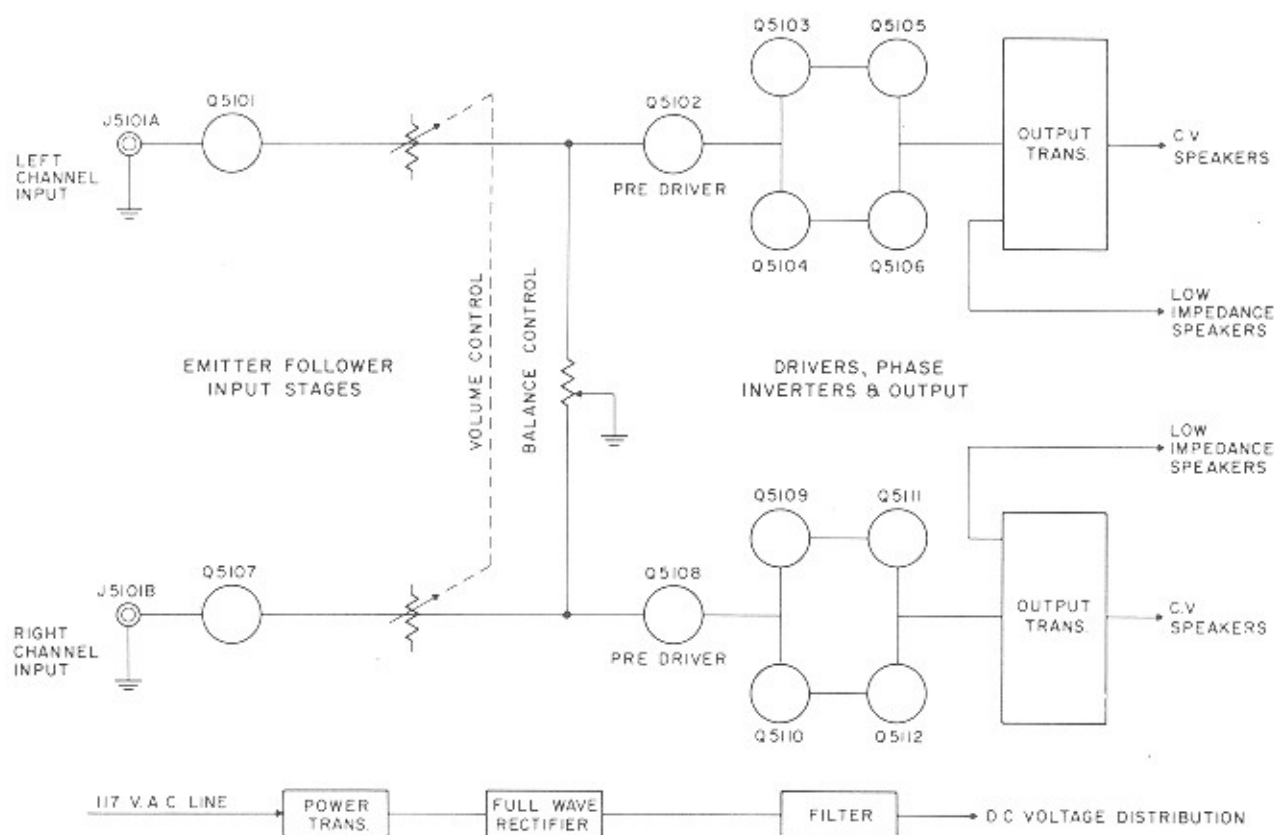 Q5103
Q5105
Q5101
Q5102
J5101A
LEFT
CHANNEL
INPUT
PRE DRIVER
OUTPUT
TRANS.
C.V
SPEAKERS
Q5104
Q5106
LOW
IMPEDANCE
SPEAKERS
EMITTER FOLLOWER
INPUT STAGES
VOLUME CONTROL
BALANCE CONTROL
DRIVERS, PHASE
INVERTERS & OUTPUT
LOW
IMPEDANCE
SPEAKERS
Q5109
Q5111
Q5107
Q5108
J5101B
RIGHT
CHANNEL
INPUT
PRE DRIVER
OUTPUT
TRANS.
C.V
SPEAKERS
Q5110
Q5112
117 V.A.C LINE
POWER
TRANS.
FULL WAVE
RECTIFIER
FILTER
D.C VOLTAGE DISTRIBUTION